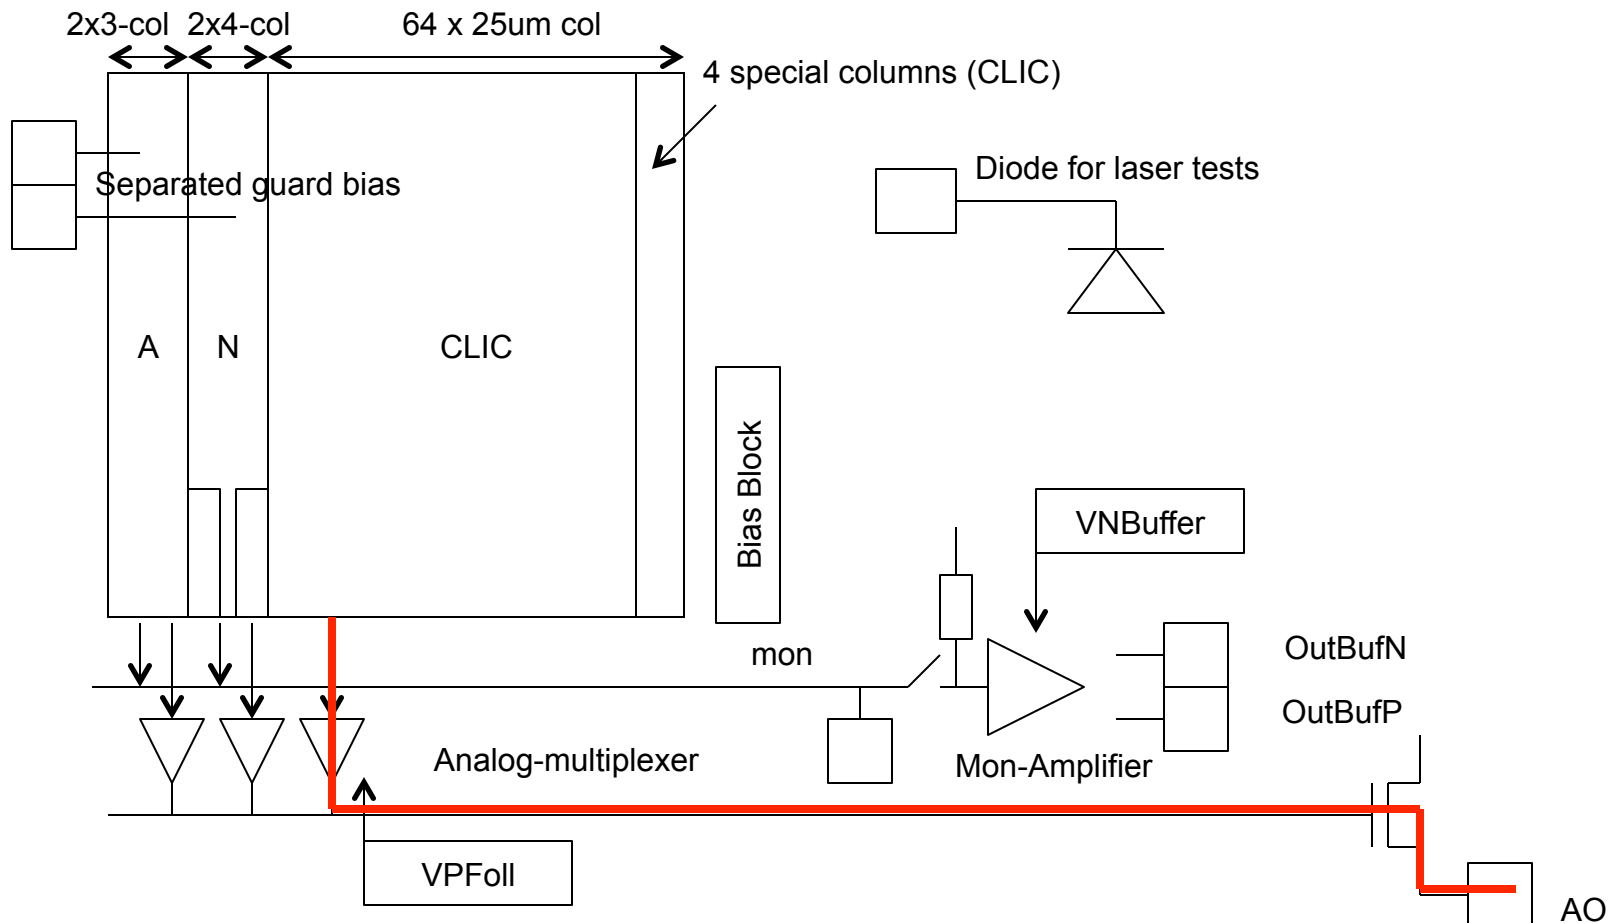 2x3-col 2x4-col 64 x 25um col
4 special columns (CLIC)
Separated guard bias
Diode for laser tests
A N CLIC
Bias Block
VNBuffer
mon
OutBufN
OutBufP
Analog-multiplexer
Mon-Amplifier
VPFoll
AO